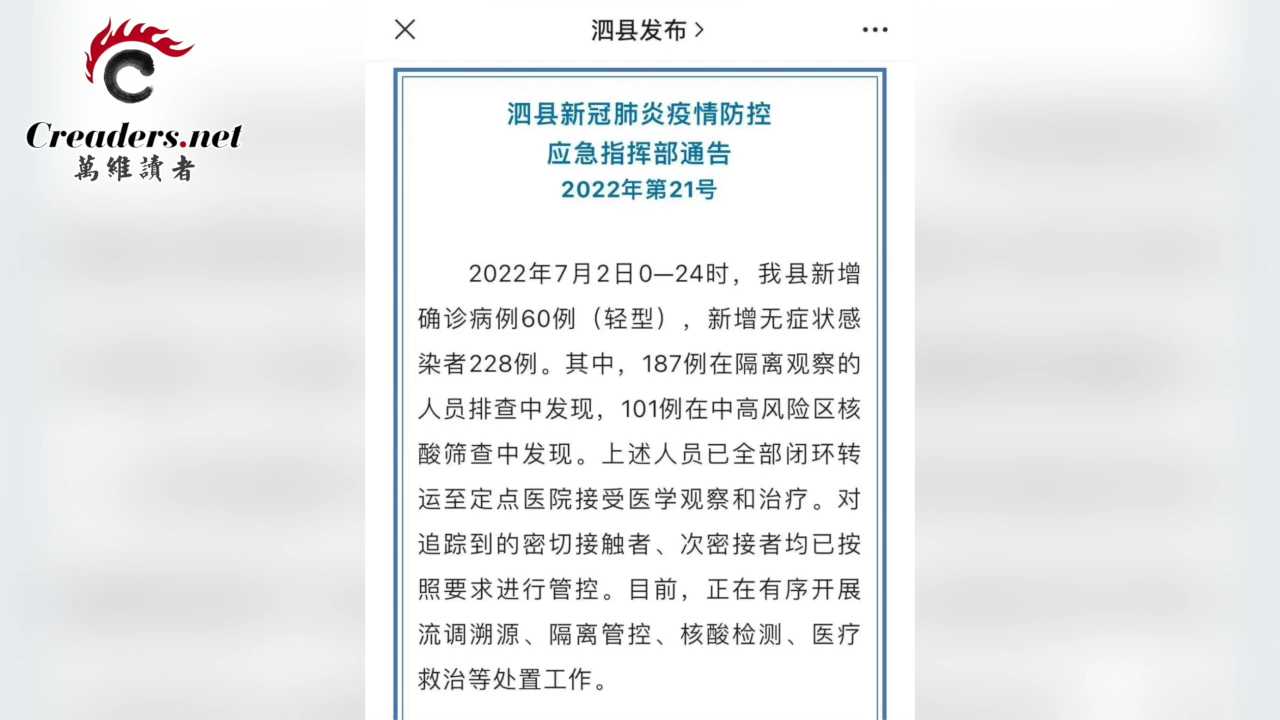 Creaders.net
萬維讀者
泗县发布
泗县新冠肺炎疫情防控
应急指挥部通告
2022年第21号
2022年7月2日0—24时，我县新增
确诊病例60例（轻型），新增无症状感
染者228例。其中，187例在隔离观察的
人员排查中发现，101例在中高风险区核
酸筛查中发现。上述人员已全部闭环转
运至定点医院接受医学观察和治疗。对
追踪到的密切接触者、次密接者均已按
照要求进行管控。目前，正在有序开展
流调溯源、隔离管控、核酸检测、医疗
救治等处置工作。